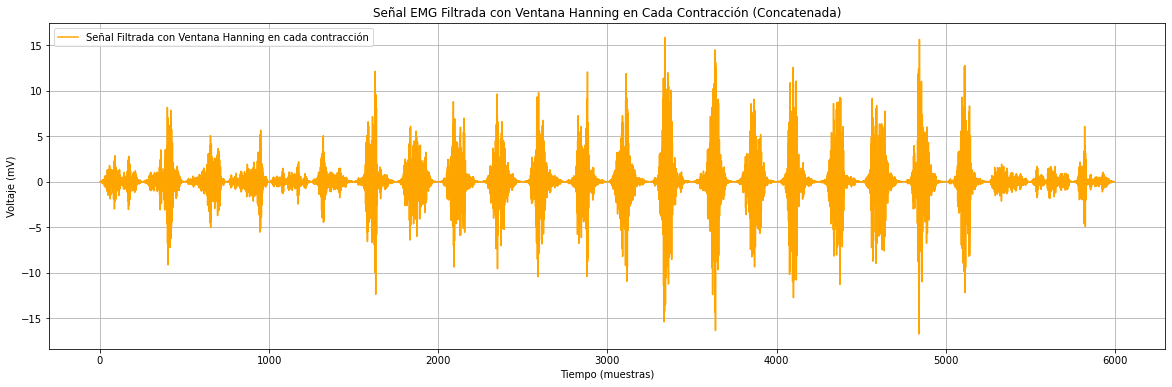 Señal EMG Filtrada con Ventana Hanning en Cada Contracción (Concatenada)
Señal Filtrada con Ventana Hanning en cada contracción
Voltaje (mV)
15
10
5
0
−5
−10
−15
0 1000 2000 3000 4000 5000 6000
Tiempo (muestras)